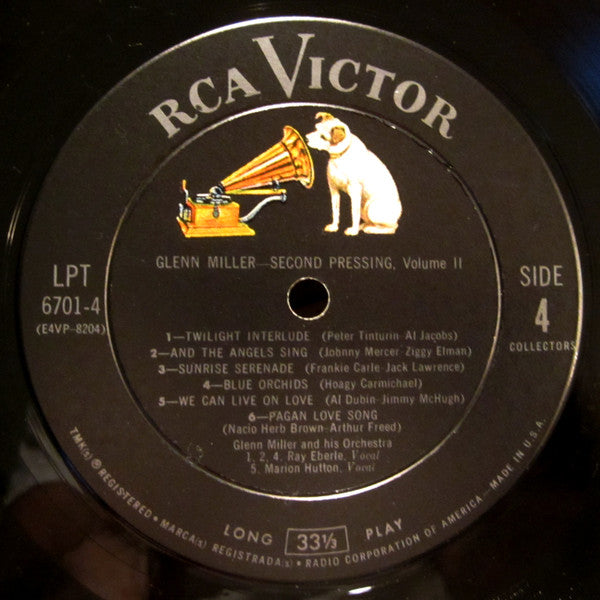 RCA VICTOR
GLENN MILLER—SECOND PRESSING, Volume II
LPT
6701-4
(E4VP-8204)
SIDE
4
COLLECTORS
1—TWILIGHT INTERLUDE (Peter Tinturin-Al Jacobs)
2—AND THE ANGELS SING (Johnny Mercer-Ziggy Elman)
3—SUNRISE SERENADE (Frankie Carle-Jack Lawrence)
4—BLUE ORCHIDS (Hoagy Carmichael)
5—WE CAN LIVE ON LOVE (Al Dubin-Jimmy McHugh)
6—PAGAN LOVE SONG
(Nacio Herb Brown-Arthur Freed)
Glenn Miller and his Orchestra
1, 2, 4, Ray Eberle, Vocal
5, Marion Hutton, Vocal
LONG 33⅓ PLAY
TMK(s) ® REGISTERED • MARCA(s) REGISTRADA(s) • RADIO CORPORATION OF AMERICA — MADE IN U.S.A.